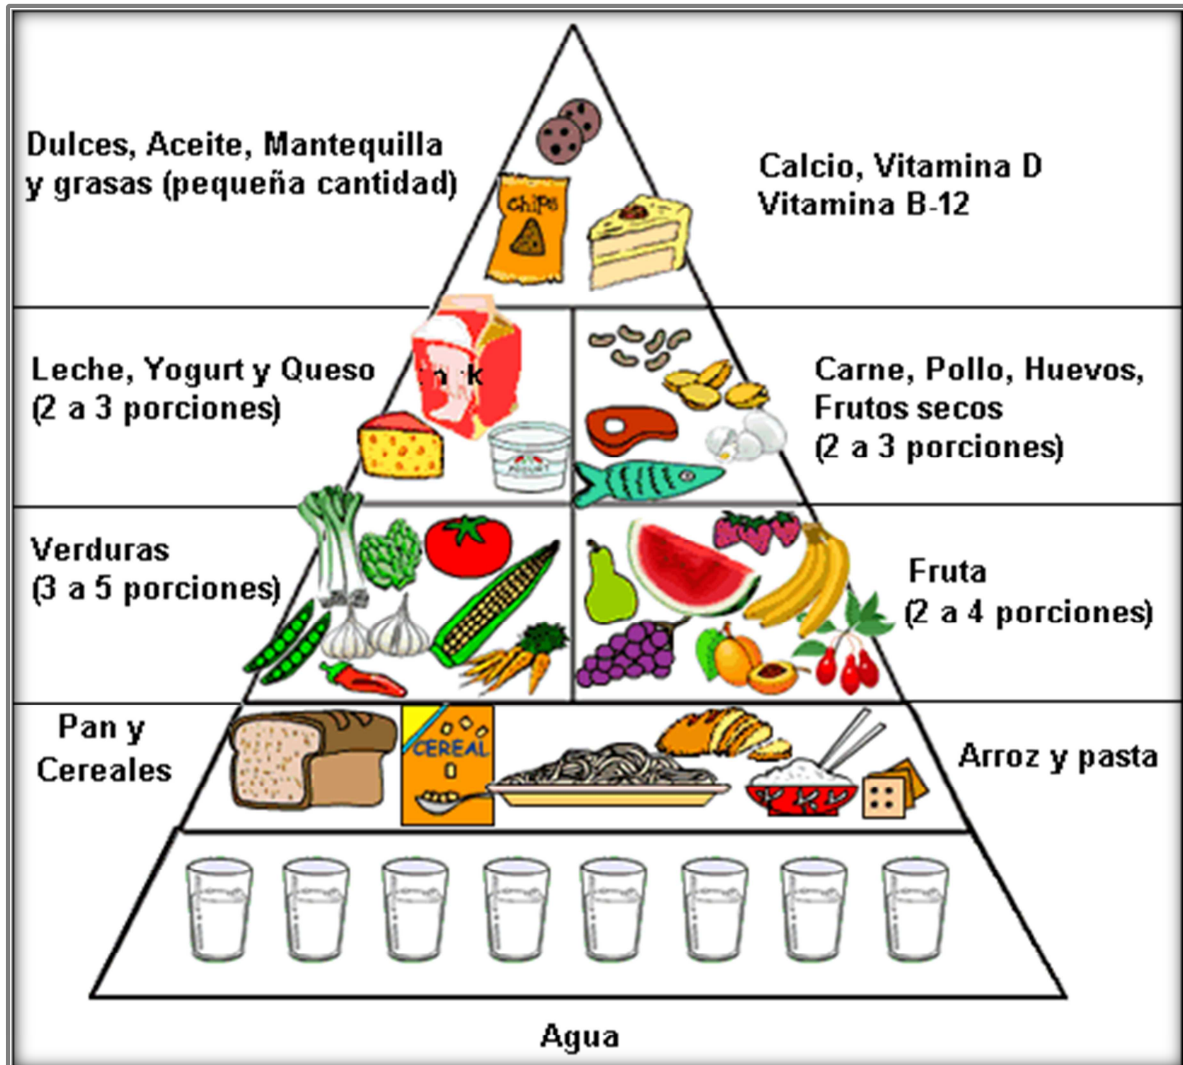 Dulces, Aceite, Mantequilla
y grasas (pequeña cantidad)
Calcio, Vitamina D
Vitamina B-12
chips
Leche, Yogurt y Queso
(2 a 3 porciones)
YOGURT
Carne, Pollo, Huevos,
Frutos secos
(2 a 3 porciones)
Verduras
(3 a 5 porciones)
Fruta
(2 a 4 porciones)
Pan y
Cereales
CEREAL
Arroz y pasta
Agua